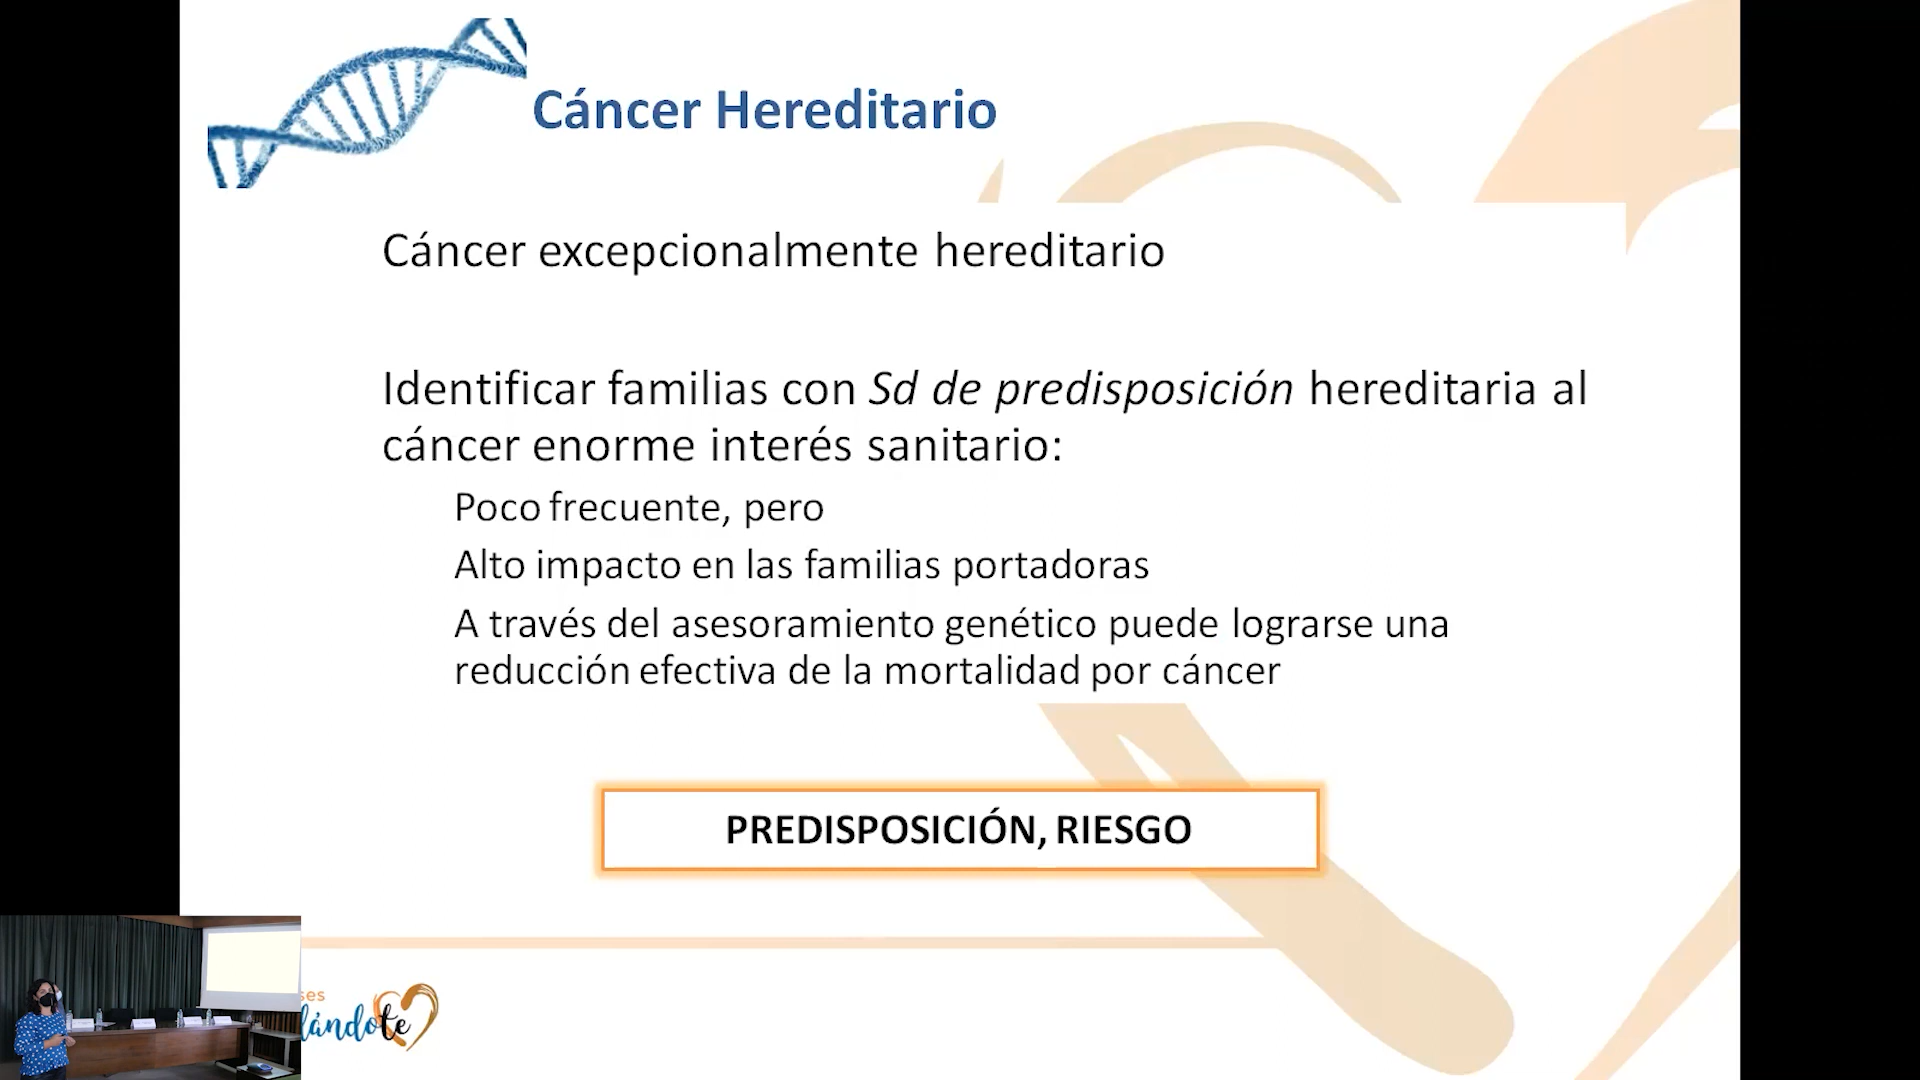 Cáncer Hereditario
Cáncer excepcionalmente hereditario
Identificar familias con Sd de predisposición hereditaria al
cáncer enorme interés sanitario:
Poco frecuente, pero
Alto impacto en las familias portadoras
A través del asesoramiento genético puede lograrse una
reducción efectiva de la mortalidad por cáncer
PREDISPOSICIÓN, RIESGO